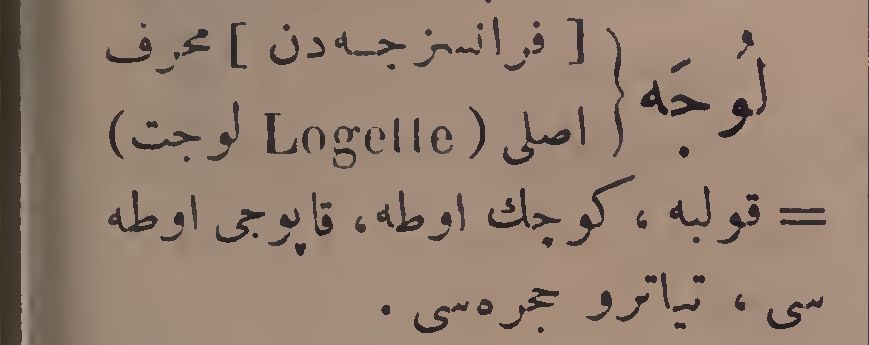 لُوجَه { [ فرانسزجه‌دن ] محرف
اصلی ( Logelle لوجت )
= قولبه ، کوچك اوطه ، قاپوجی اوطه
سی ، تیاترو حجره‌سی .